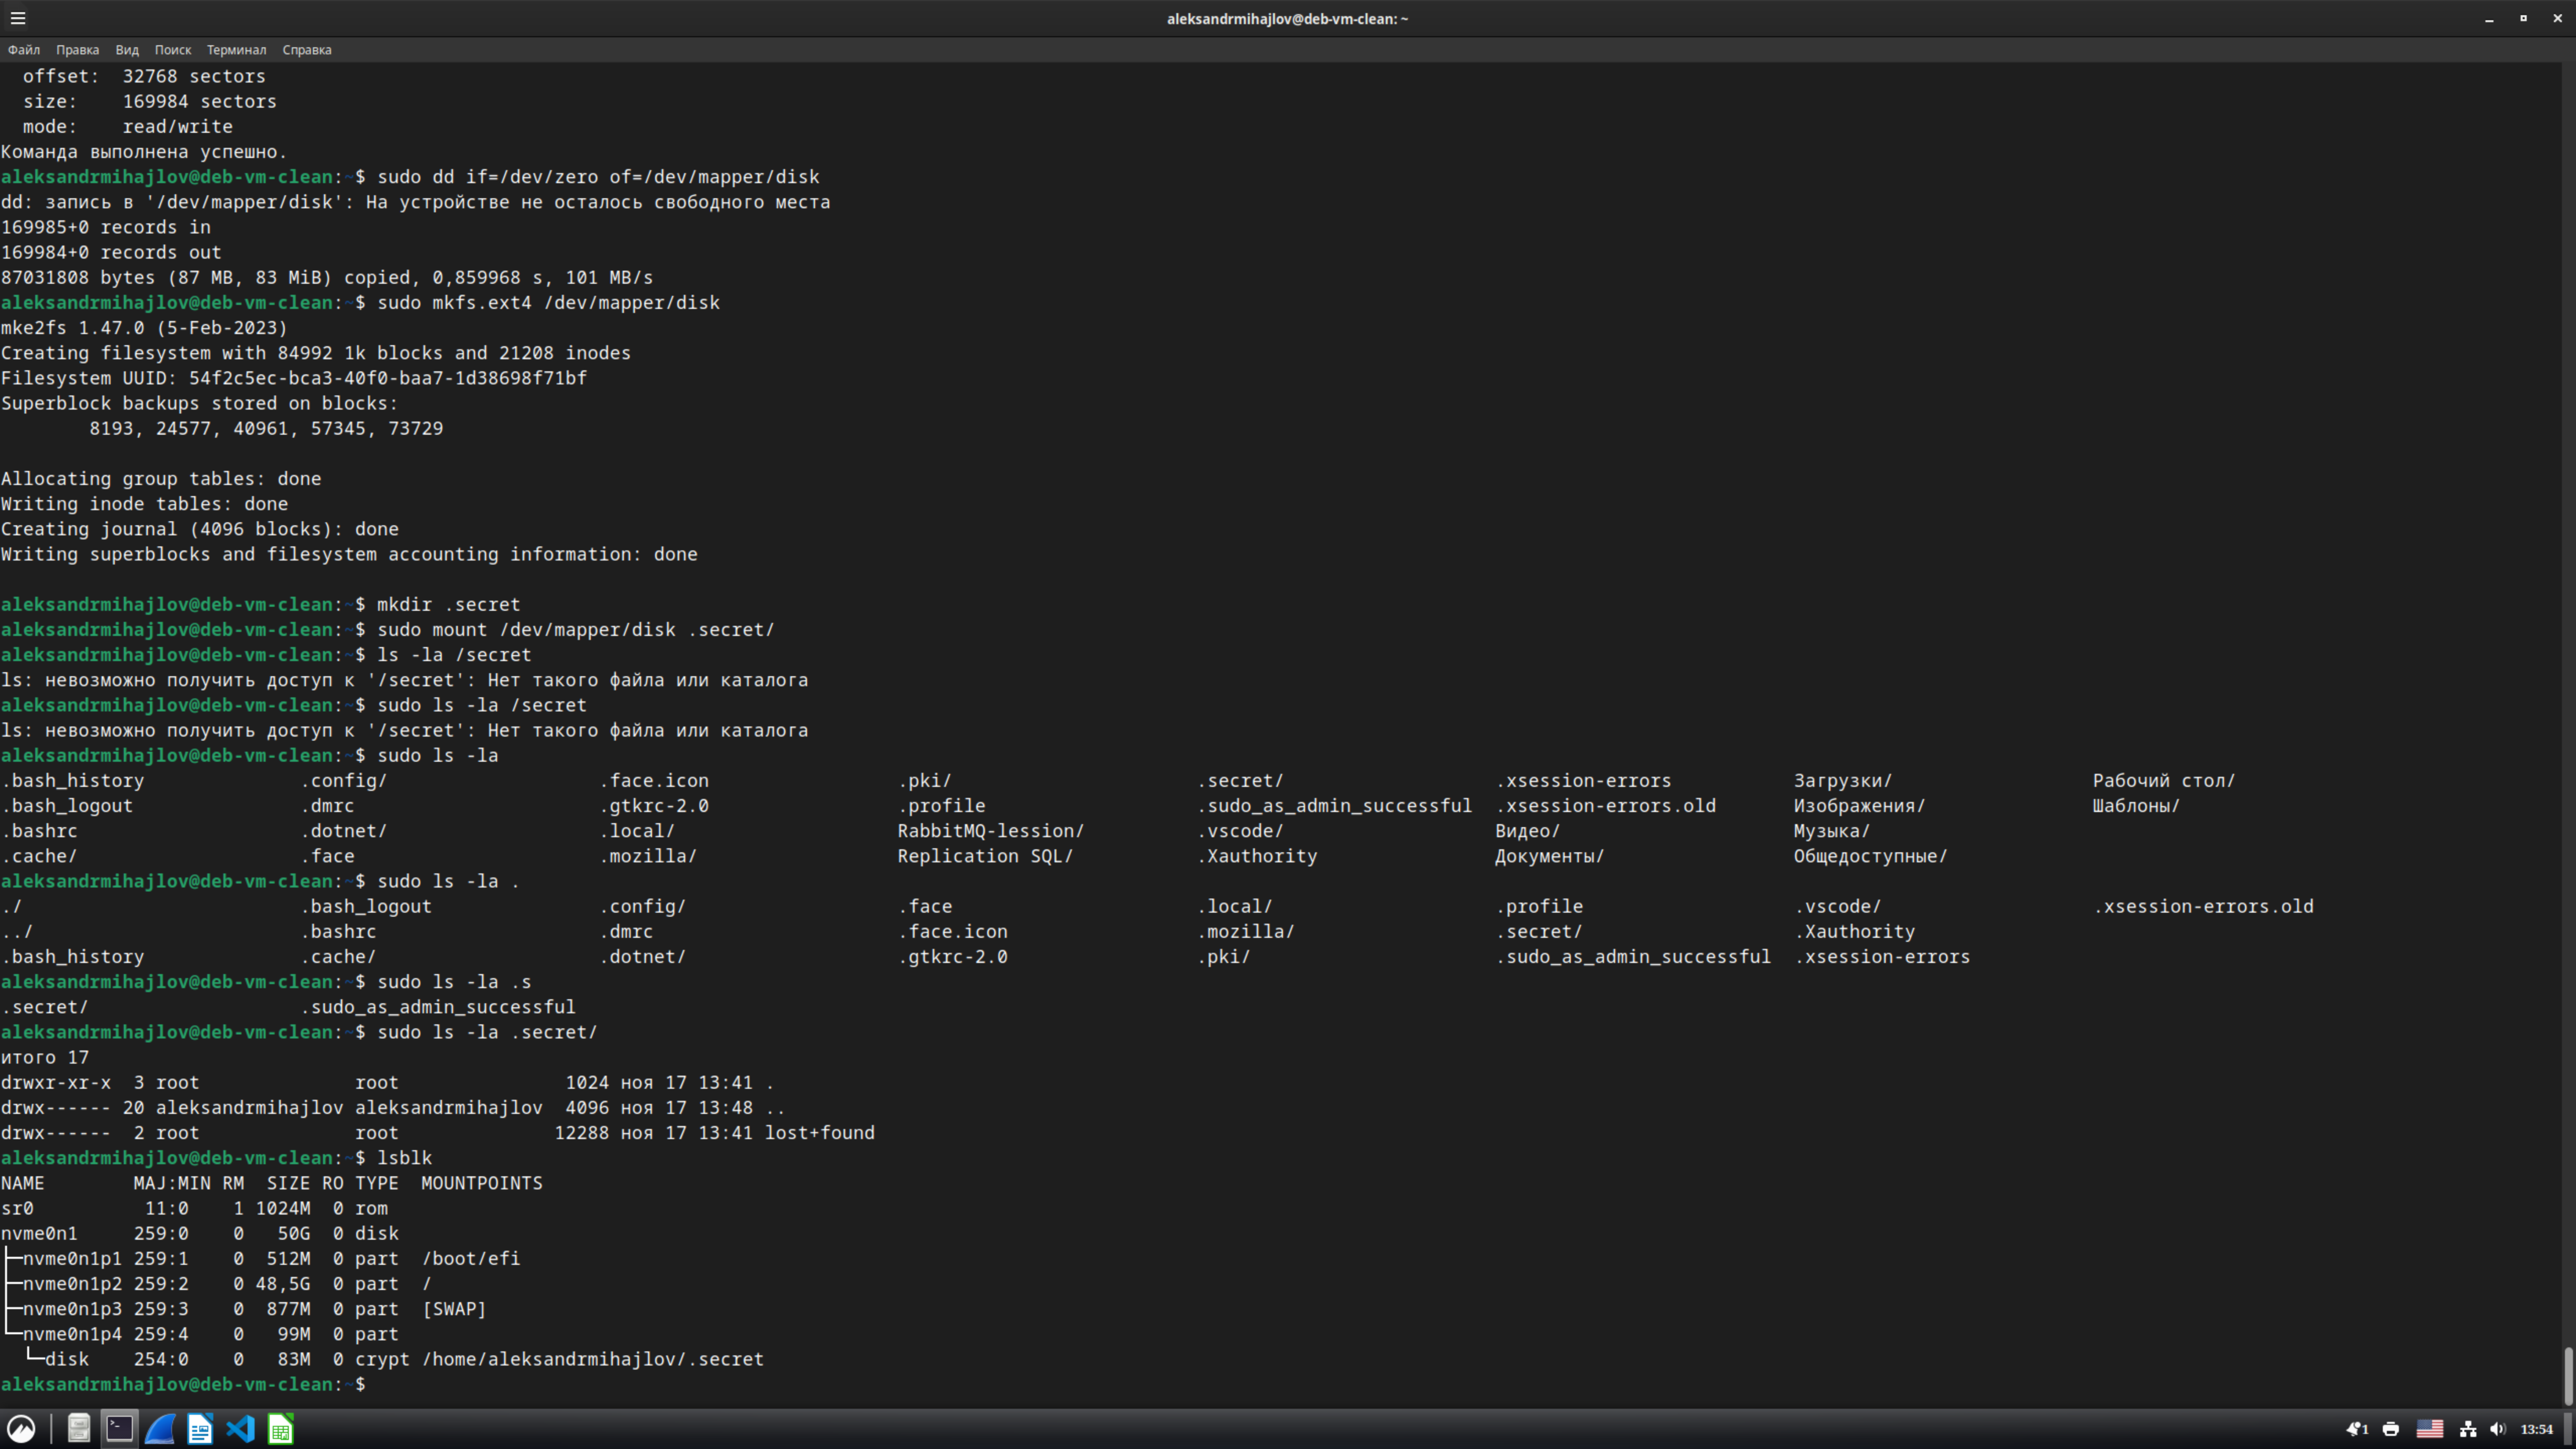 aleksandrmihajlov@deb-vm-clean: ~
Файл Правка Вид Поиск Терминал Справка
  offset:  32768 sectors
  size:    169984 sectors
  mode:    read/write
Команда выполнена успешно.
aleksandrmihajlov@deb-vm-clean:~$ sudo dd if=/dev/zero of=/dev/mapper/disk
dd: запись в '/dev/mapper/disk': На устройстве не осталось свободного места
169985+0 records in
169984+0 records out
87031808 bytes (87 MB, 83 MiB) copied, 0,859968 s, 101 MB/s
aleksandrmihajlov@deb-vm-clean:~$ sudo mkfs.ext4 /dev/mapper/disk
mke2fs 1.47.0 (5-Feb-2023)
Creating filesystem with 84992 1k blocks and 21208 inodes
Filesystem UUID: 54f2c5ec-bca3-40f0-baa7-1d38698f71bf
Superblock backups stored on blocks:
        8193, 24577, 40961, 57345, 73729
Allocating group tables: done
Writing inode tables: done
Creating journal (4096 blocks): done
Writing superblocks and filesystem accounting information: done
aleksandrmihajlov@deb-vm-clean:~$ mkdir .secret
aleksandrmihajlov@deb-vm-clean:~$ sudo mount /dev/mapper/disk .secret/
aleksandrmihajlov@deb-vm-clean:~$ ls -la /secret
ls: невозможно получить доступ к '/secret': Нет такого файла или каталога
aleksandrmihajlov@deb-vm-clean:~$ sudo ls -la /secret
ls: невозможно получить доступ к '/secret': Нет такого файла или каталога
aleksandrmihajlov@deb-vm-clean:~$ sudo ls -la
.bash_history .config/ .face.icon .pki/ .secret/ .xsession-errors Загрузки/ Рабочий стол/
.bash_logout .dmrc .gtkrc-2.0 .profile .sudo_as_admin_successful .xsession-errors.old Изображения/ Шаблоны/
.bashrc .dotnet/ .local/ RabbitMQ-lession/ .vscode/ Видео/ Музыка/
.cache/ .face .mozilla/ Replication SQL/ .Xauthority Документы/ Общедоступные/
aleksandrmihajlov@deb-vm-clean:~$ sudo ls -la .
./ .bash_logout .config/ .face .local/ .profile .vscode/ .xsession-errors.old
../ .bashrc .dmrc .face.icon .mozilla/ .secret/ .Xauthority
.bash_history .cache/ .dotnet/ .gtkrc-2.0 .pki/ .sudo_as_admin_successful .xsession-errors
aleksandrmihajlov@deb-vm-clean:~$ sudo ls -la .s
.secret/ .sudo_as_admin_successful
aleksandrmihajlov@deb-vm-clean:~$ sudo ls -la .secret/
итого 17
drwxr-xr-x  3 root              root               1024 ноя 17 13:41 .
drwx------ 20 aleksandrmihajlov aleksandrmihajlov  4096 ноя 17 13:48 ..
drwx------  2 root              root              12288 ноя 17 13:41 lost+found
aleksandrmihajlov@deb-vm-clean:~$ lsblk
NAME        MAJ:MIN RM  SIZE RO TYPE  MOUNTPOINTS
sr0          11:0    1 1024M  0 rom
nvme0n1     259:0    0   50G  0 disk
├─nvme0n1p1 259:1    0  512M  0 part  /boot/efi
├─nvme0n1p2 259:2    0 48,5G  0 part  /
├─nvme0n1p3 259:3    0  877M  0 part  [SWAP]
└─nvme0n1p4 259:4    0   99M  0 part
  └─disk    254:0    0   83M  0 crypt /home/aleksandrmihajlov/.secret
aleksandrmihajlov@deb-vm-clean:~$
1 13:54